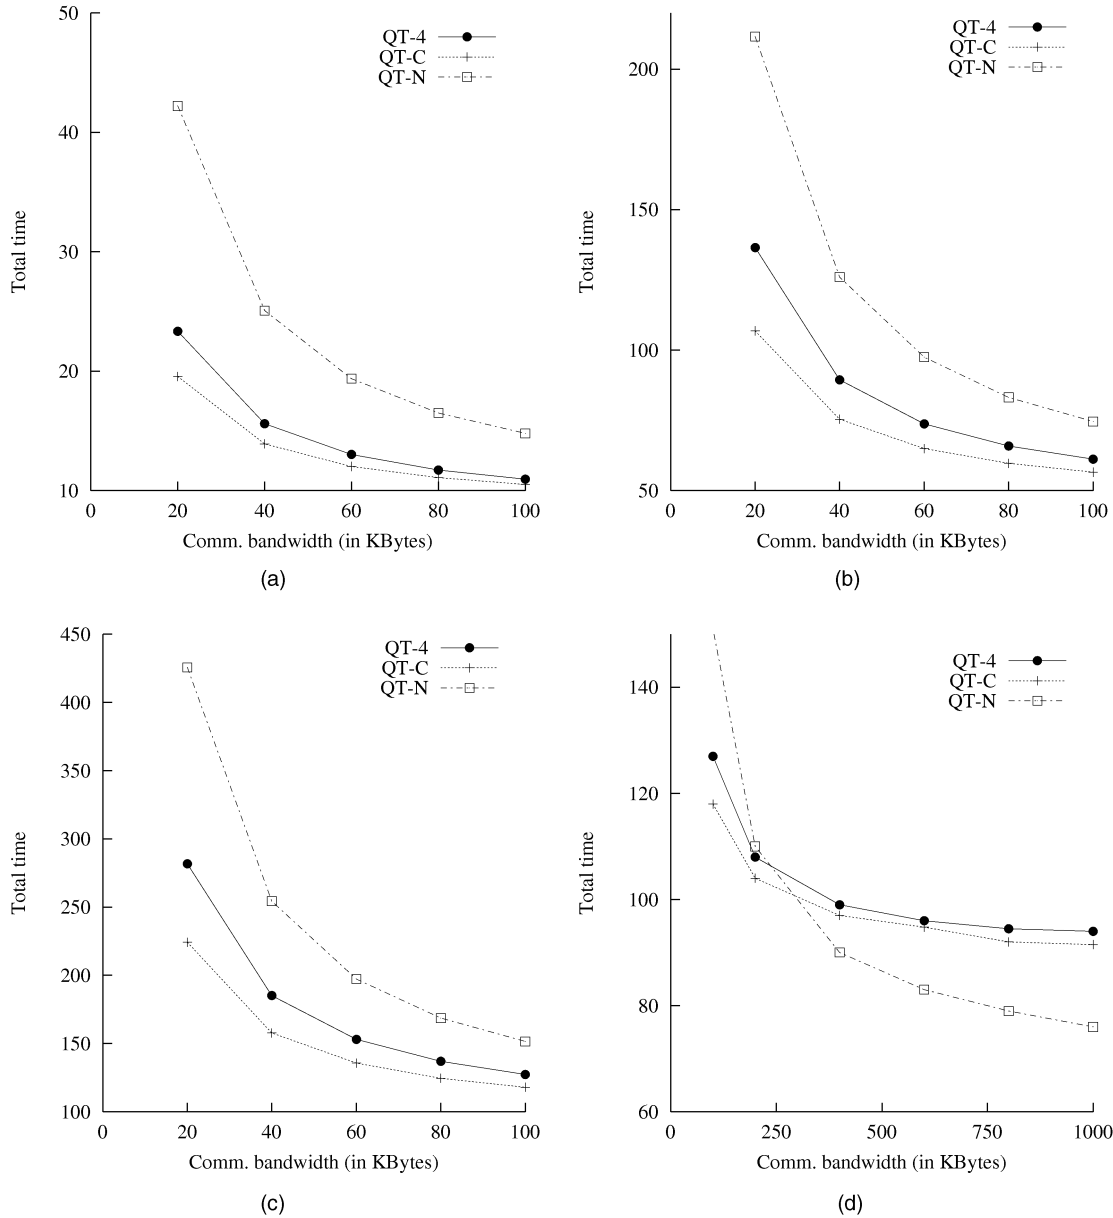 50
40
30
20
10
0 20 40 60 80 100
Total time
Comm. bandwidth (in KBytes)
QT-4
QT-C
QT-N
(a)
200
150
100
50
0 20 40 60 80 100
Total time
Comm. bandwidth (in KBytes)
QT-4
QT-C
QT-N
(b)
450
400
350
300
250
200
150
100
0 20 40 60 80 100
Total time
Comm. bandwidth (in KBytes)
QT-4
QT-C
QT-N
(c)
140
120
100
80
60
0 250 500 750 1000
Total time
Comm. bandwidth (in KBytes)
QT-4
QT-C
QT-N
(d)